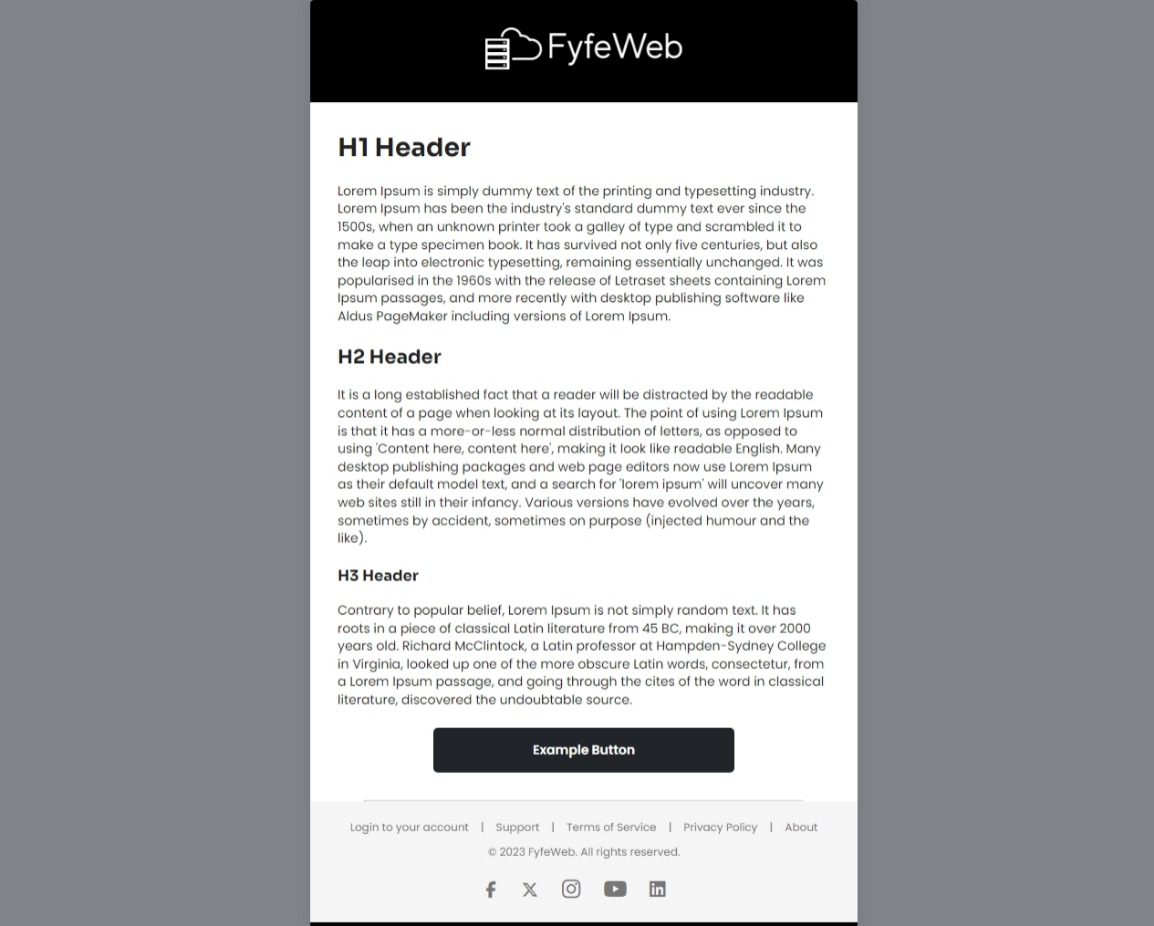 FyfeWeb
H1 Header
Lorem Ipsum is simply dummy text of the printing and typesetting industry.
Lorem Ipsum has been the industry's standard dummy text ever since the
1500s, when an unknown printer took a galley of type and scrambled it to
make a type specimen book. It has survived not only five centuries, but also
the leap into electronic typesetting, remaining essentially unchanged. It was
popularised in the 1960s with the release of Letraset sheets containing Lorem
Ipsum passages, and more recently with desktop publishing software like
Aldus PageMaker including versions of Lorem Ipsum.
H2 Header
It is a long established fact that a reader will be distracted by the readable
content of a page when looking at its layout. The point of using Lorem Ipsum
is that it has a more-or-less normal distribution of letters, as opposed to
using 'Content here, content here', making it look like readable English. Many
desktop publishing packages and web page editors now use Lorem Ipsum
as their default model text, and a search for 'lorem ipsum' will uncover many
web sites still in their infancy. Various versions have evolved over the years,
sometimes by accident, sometimes on purpose (injected humour and the
like).
H3 Header
Contrary to popular belief, Lorem Ipsum is not simply random text. It has
roots in a piece of classical Latin literature from 45 BC, making it over 2000
years old. Richard McClintock, a Latin professor at Hampden-Sydney College
in Virginia, looked up one of the more obscure Latin words, consectetur, from
a Lorem Ipsum passage, and going through the cites of the word in classical
literature, discovered the undoubtable source.
Example Button
Login to your account | Support | Terms of Service | Privacy Policy | About
© 2023 FyfeWeb. All rights reserved.